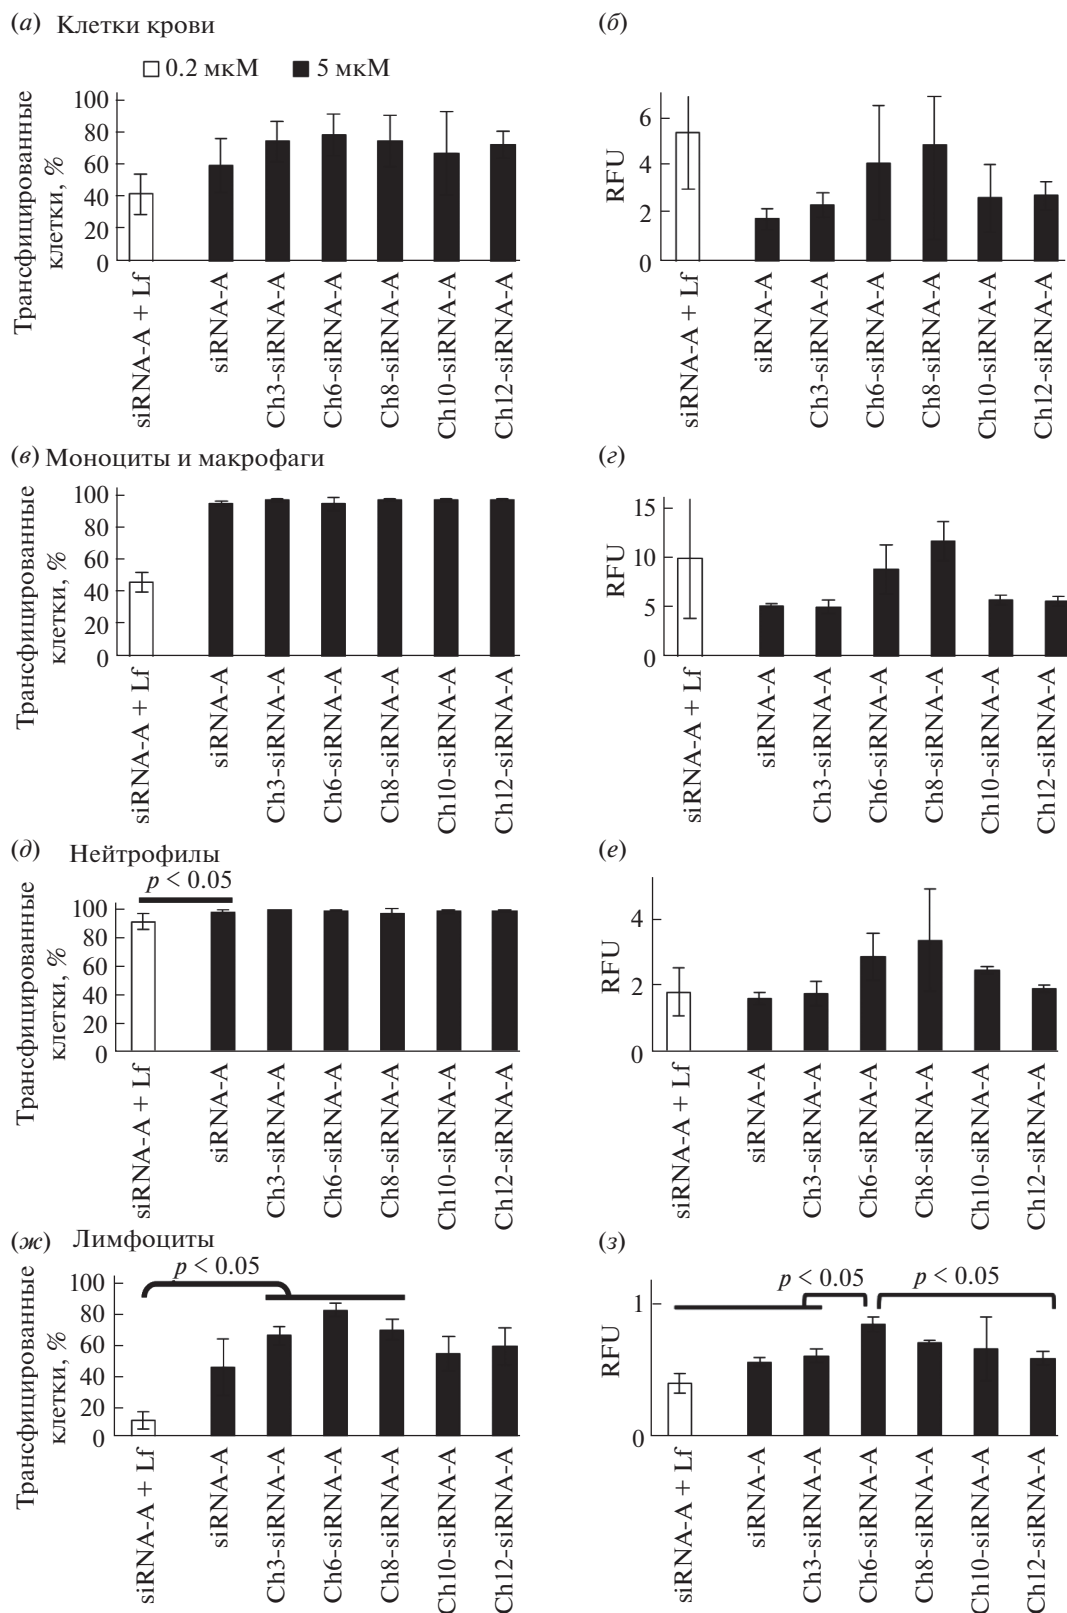 (а) Клетки крови
0.2 мкМ 5 мкМ
Трансфицированные
клетки, %
100
80
60
40
20
0
siRNA-A + Lf
siRNA-A
Ch3-siRNA-A
Ch6-siRNA-A
Ch8-siRNA-A
Ch10-siRNA-A
Ch12-siRNA-A
(б)
RFU
6
4
2
0
siRNA-A + Lf
siRNA-A
Ch3-siRNA-A
Ch6-siRNA-A
Ch8-siRNA-A
Ch10-siRNA-A
Ch12-siRNA-A
(в) Моноциты и макрофаги
Трансфицированные
клетки, %
100
80
60
40
20
0
siRNA-A + Lf
siRNA-A
Ch3-siRNA-A
Ch6-siRNA-A
Ch8-siRNA-A
Ch10-siRNA-A
Ch12-siRNA-A
(г)
RFU
15
10
5
0
siRNA-A + Lf
siRNA-A
Ch3-siRNA-A
Ch6-siRNA-A
Ch8-siRNA-A
Ch10-siRNA-A
Ch12-siRNA-A
(д) Нейтрофилы
p < 0.05
Трансфицированные
клетки, %
100
80
60
40
20
0
siRNA-A + Lf
siRNA-A
Ch3-siRNA-A
Ch6-siRNA-A
Ch8-siRNA-A
Ch10-siRNA-A
Ch12-siRNA-A
(е)
RFU
4
2
0
siRNA-A + Lf
siRNA-A
Ch3-siRNA-A
Ch6-siRNA-A
Ch8-siRNA-A
Ch10-siRNA-A
Ch12-siRNA-A
(ж) Лимфоциты
p < 0.05
Трансфицированные
клетки, %
100
80
60
40
20
0
siRNA-A + Lf
siRNA-A
Ch3-siRNA-A
Ch6-siRNA-A
Ch8-siRNA-A
Ch10-siRNA-A
Ch12-siRNA-A
(з)
p < 0.05 p < 0.05
RFU
1
0
siRNA-A + Lf
siRNA-A
Ch3-siRNA-A
Ch6-siRNA-A
Ch8-siRNA-A
Ch10-siRNA-A
Ch12-siRNA-A